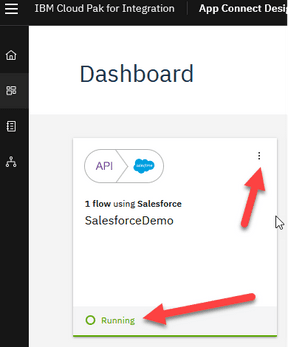 IBM Cloud Pak for Integration | App Connect Desi
Dashboard
API
salesforce
1 flow using Salesforce
SalesforceDemo
Running